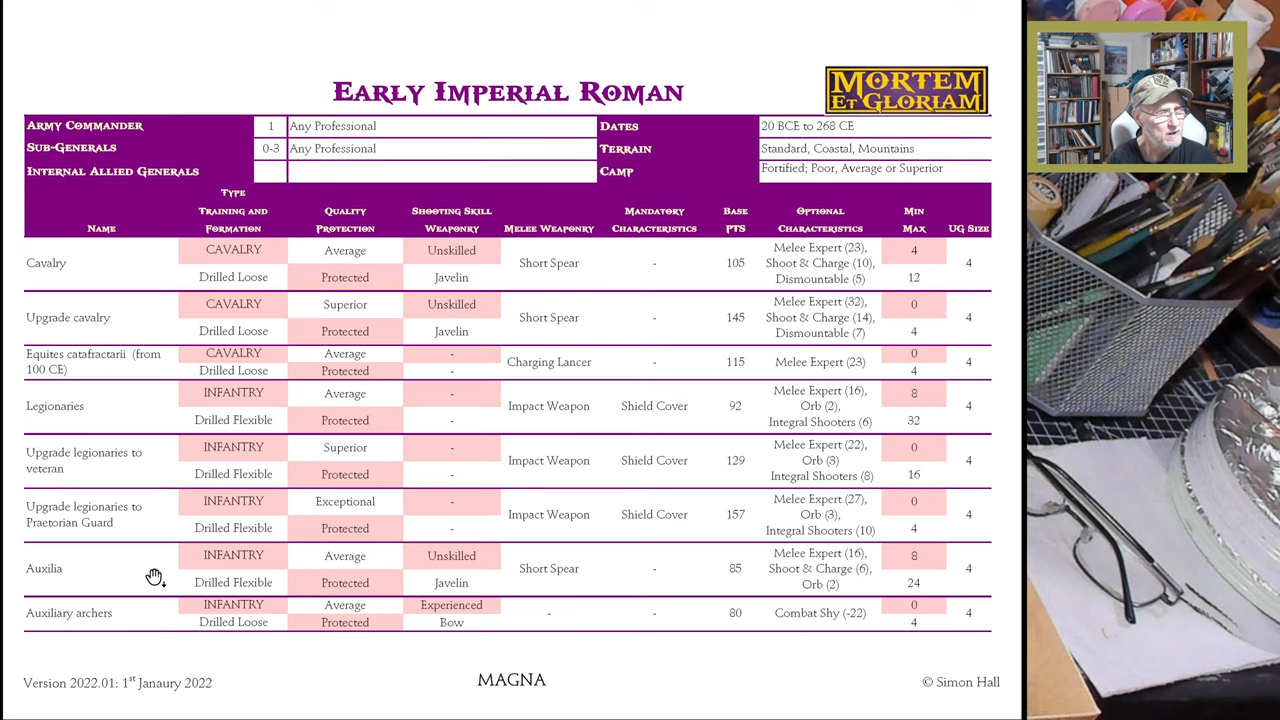 EARLY IMPERIAL ROMAN
MORTEM
ET GLORIAM
ARMY COMMANDER 1 Any Professional DATES 20 BCE to 268 CE
SUB-GENERALS 0-3 Any Professional TERRAIN Standard, Coastal, Mountains
INTERNAL ALLIED GENERALS CAMP Fortified; Poor, Average or Superior
TYPE
TRAINING AND QUALITY SHOOTING SKILL MANDATORY BASE OPTIONAL MIN
NAME FORMATION PROTECTION WEAPONRY MELEE WEAPONRY CHARACTERISTICS PTS CHARACTERISTICS MAX UG SIZE
CAVALRY Average Unskilled Melee Expert (23), 4
Cavalry Short Spear - 105 Shoot & Charge (10), 4
Drilled Loose Protected Javelin Dismountable (5) 12
CAVALRY Superior Unskilled Melee Expert (32), 0
Upgrade cavalry Short Spear - 145 Shoot & Charge (14), 4
Drilled Loose Protected Javelin Dismountable (7) 4
Equites catafractarii (from CAVALRY Average - 0
Charging Lancer - 115 Melee Expert (23) 4
100 CE) Drilled Loose Protected - 4
INFANTRY Average - Melee Expert (16), 8
Legionaries Impact Weapon Shield Cover 92 Orb (2), 4
Drilled Flexible Protected - Integral Shooters (6) 32
INFANTRY Superior - Melee Expert (22), 0
Upgrade legionaries to
veteran Impact Weapon Shield Cover 129 Orb (3) 4
Drilled Flexible Protected - Integral Shooters (8) 16
INFANTRY Exceptional - Melee Expert (27), 0
Upgrade legionaries to
Praetorian Guard Impact Weapon Shield Cover 157 Orb (3), 4
Drilled Flexible Protected - Integral Shooters (10) 4
INFANTRY Average Unskilled Melee Expert (16), 8
Auxilia Short Spear - 85 Shoot & Charge (6), 4
Drilled Flexible Protected Javelin Orb (2) 24
INFANTRY Average Experienced 0
Auxiliary archers - - 80 Combat Shy (-22) 4
Drilled Loose Protected Bow 4
Version 2022.01: 1st Janaury 2022 MAGNA © Simon Hall